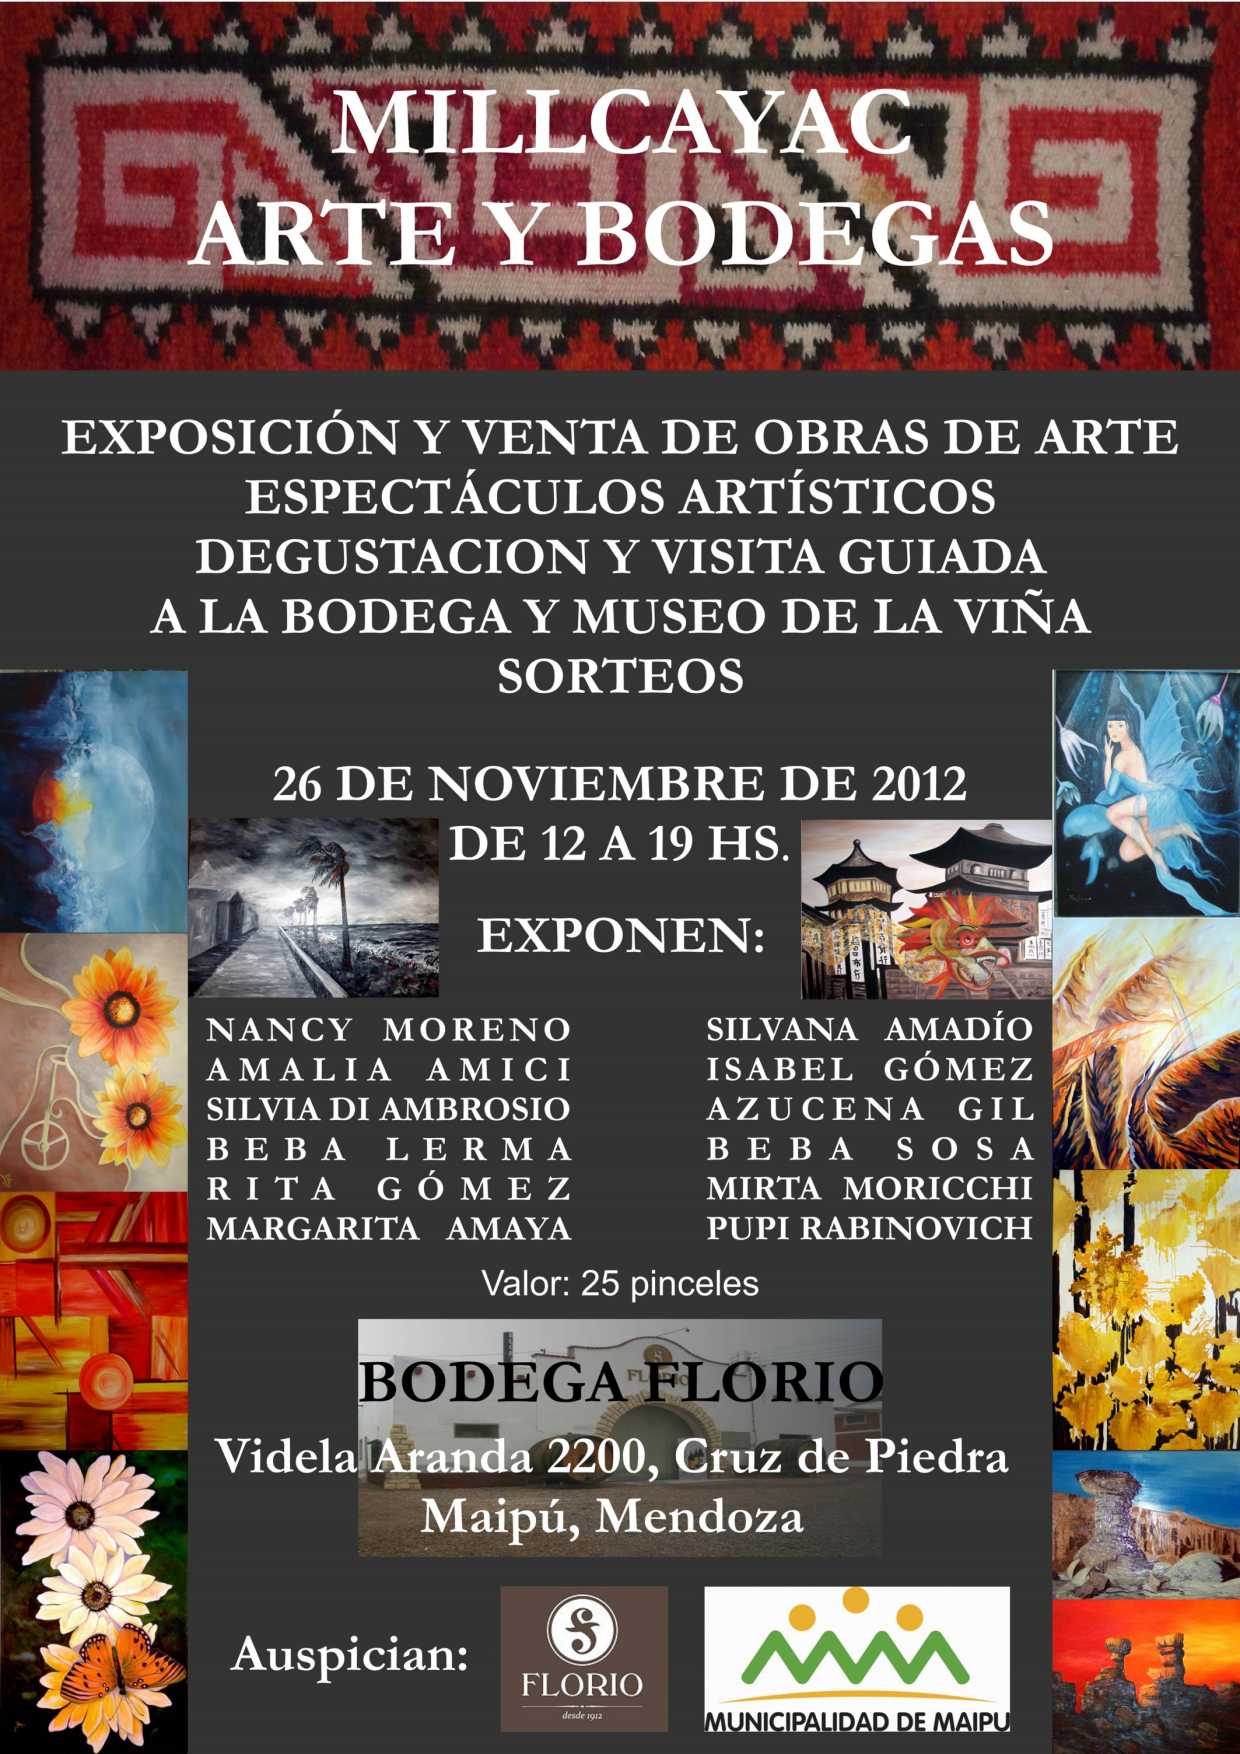 MILLCAYAC
ARTE Y BODEGAS
EXPOSICIÓN Y VENTA DE OBRAS DE ARTE
ESPECTÁCULOS ARTÍSTICOS
DEGUSTACION Y VISITA GUIADA
A LA BODEGA Y MUSEO DE LA VIÑA
SORTEOS
26 DE NOVIEMBRE DE 2012
DE 12 A 19 HS.
EXPONEN:
NANCY MORENO
AMALIA AMICI
SILVIA DI AMBROSIO
BEBA LERMA
RITA GÓMEZ
MARGARITA AMAYA
SILVANA AMADÍO
ISABEL GÓMEZ
AZUCENA GIL
BEBA SOSA
MIRTA MORICCHI
PUPI RABINOVICH
Valor: 25 pinceles
FLORIO
BODEGA FLORIO
Videla Aranda 2200, Cruz de Piedra
Maipú, Mendoza
Auspician:
FLORIO
desde 1912
MUNICIPALIDAD DE MAIPU